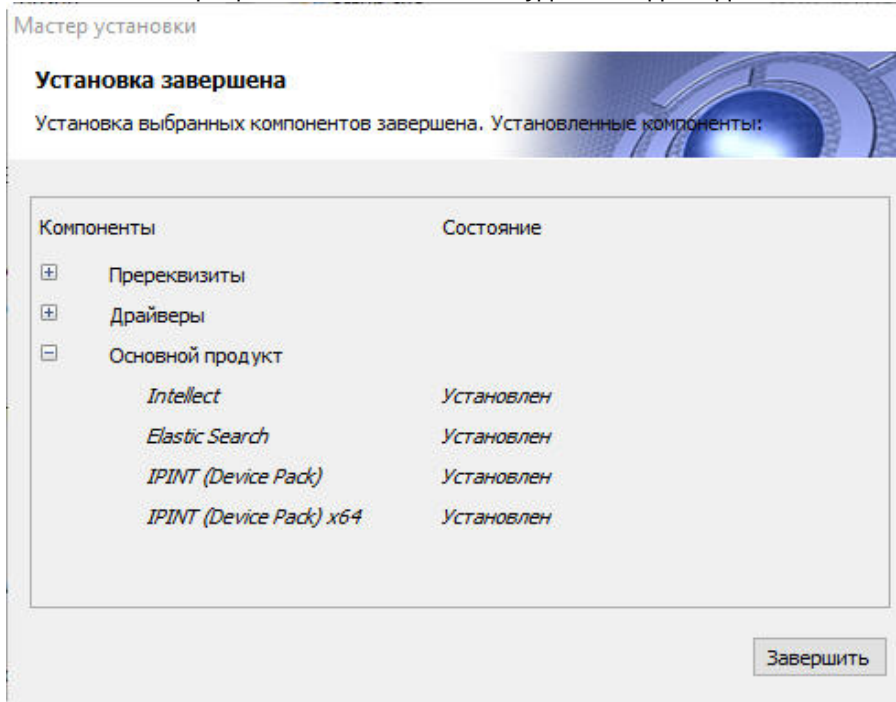 Мастер установки
Установка завершена
Установка выбранных компонентов завершена. Установленные компоненты:
Компоненты Состояние
Пререквизиты
Драйверы
Основной продукт
Intellect Установлен
Elastic Search Установлен
IPINT (Device Pack) Установлен
IPINT (Device Pack) x64 Установлен
Завершить